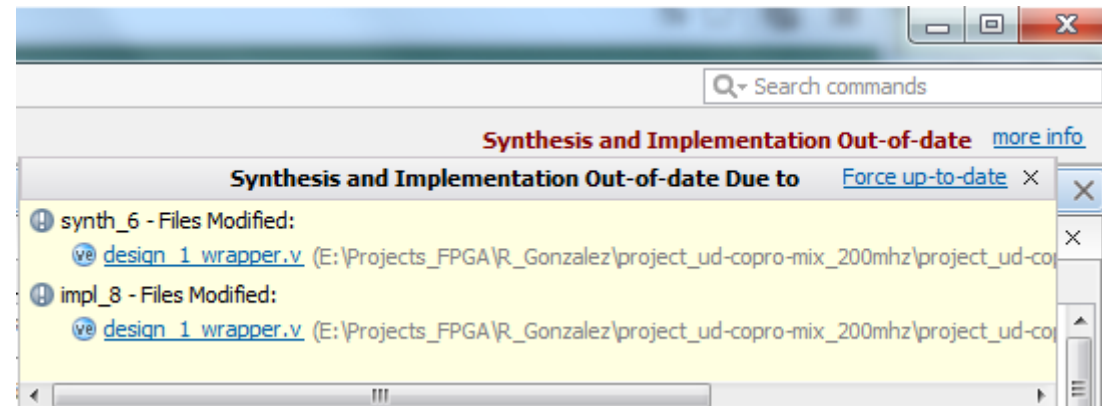 Search commands
Synthesis and Implementation Out-of-date more info
Synthesis and Implementation Out-of-date Due to Force up-to-date
synth_6 - Files Modified:
design_1_wrapper.v (E:\Projects_FPGA\R_Gonzalez\project_ud-copro-mix_200mhz\project_ud-cop
impl_8 - Files Modified:
design_1_wrapper.v (E:\Projects_FPGA\R_Gonzalez\project_ud-copro-mix_200mhz\project_ud-cop